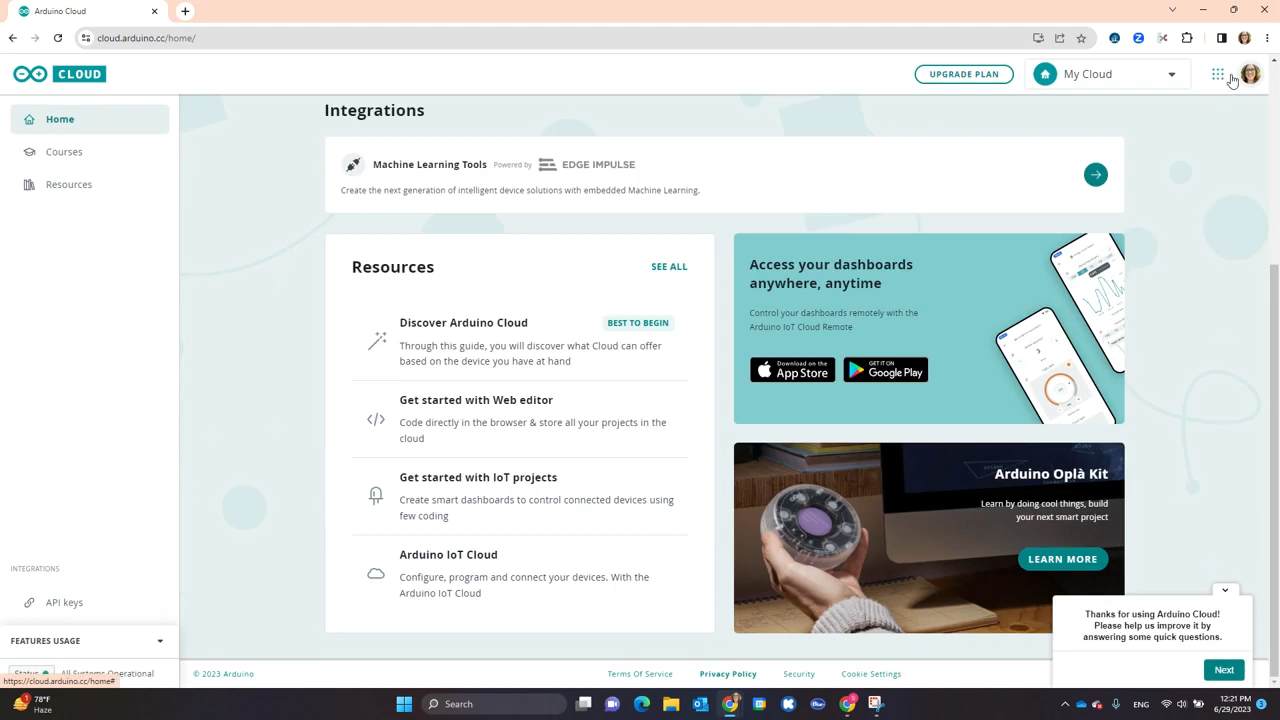 Arduino Cloud
cloud.arduino.cc/home/
CLOUD
UPGRADE PLAN
My Cloud
Home
Courses
Resources
Integrations
Machine Learning Tools Powered by EDGE IMPULSE
Create the next generation of intelligent device solutions with embedded Machine Learning.
Resources
SEE ALL
Discover Arduino Cloud
BEST TO BEGIN
Through this guide, you will discover what Cloud can offer
based on the device you have at hand
Get started with Web editor
Code directly in the browser & store all your projects in the
cloud
Get started with IoT projects
Create smart dashboards to control connected devices using
few coding
Arduino IoT Cloud
Configure, program and connect your devices. With the
Arduino IoT Cloud
Access your dashboards
anywhere, anytime
Control your dashboards remotely with the
Arduino IoT Cloud Remote
Download on the
App Store
GET IT ON
Google Play
Arduino Oplà Kit
Learn by doing cool things, build
your next smart project
LEARN MORE
INTEGRATIONS
API keys
FEATURES USAGE
Status All Systems Operational
https://cloud.arduino.cc/home#
© 2023 Arduino
Terms Of Service
Privacy Policy
Security
Cookie Settings
Thanks for using Arduino Cloud!
Please help us improve it by
answering some quick questions.
Next
78°F
Haze
Search
ENG
12:21 PM
6/29/2023